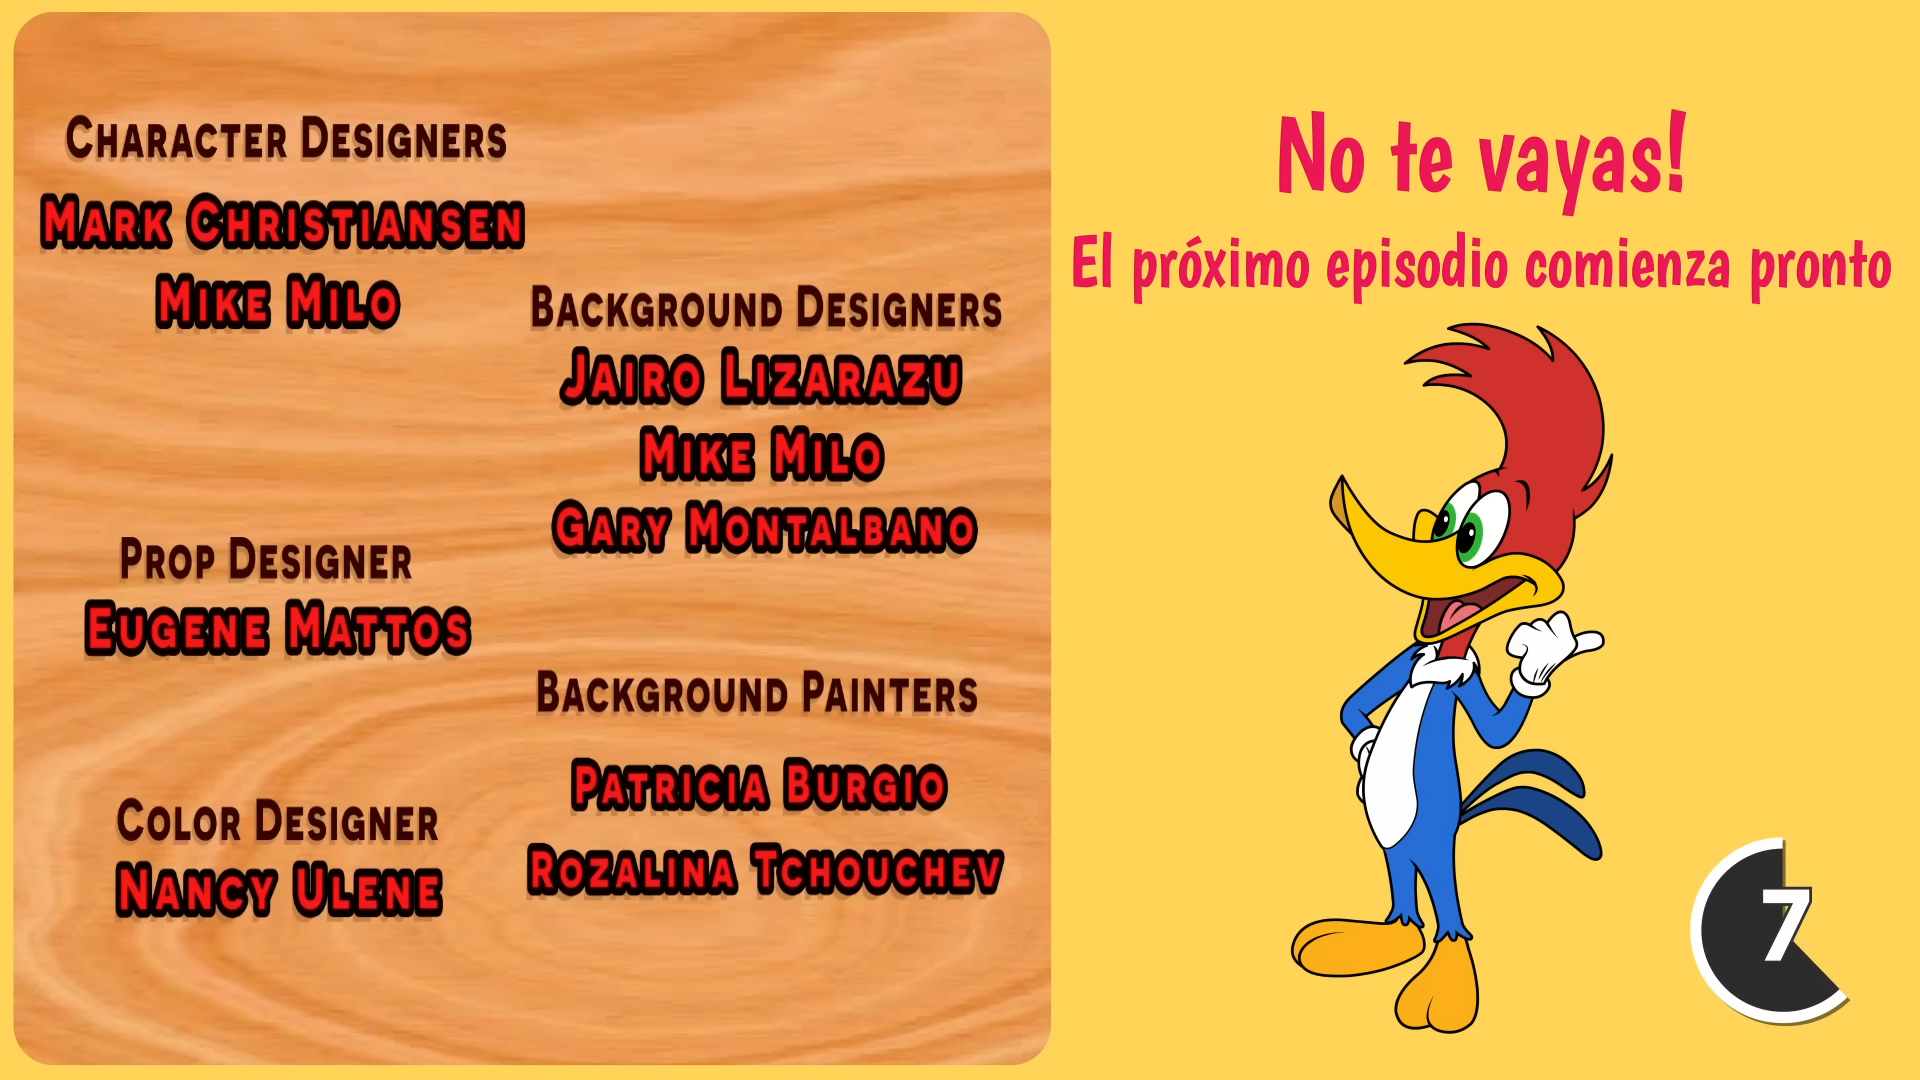 Character Designers
Mark Christiansen
Mike Milo
Prop Designer
Eugene Mattos
Color Designer
Nancy Ulene
Background Designers
Jairo Lizarazu
Mike Milo
Gary Montalbano
Background Painters
Patricia Burgio
Rozalina Tchouchev
No te vayas!
El próximo episodio comienza pronto
7